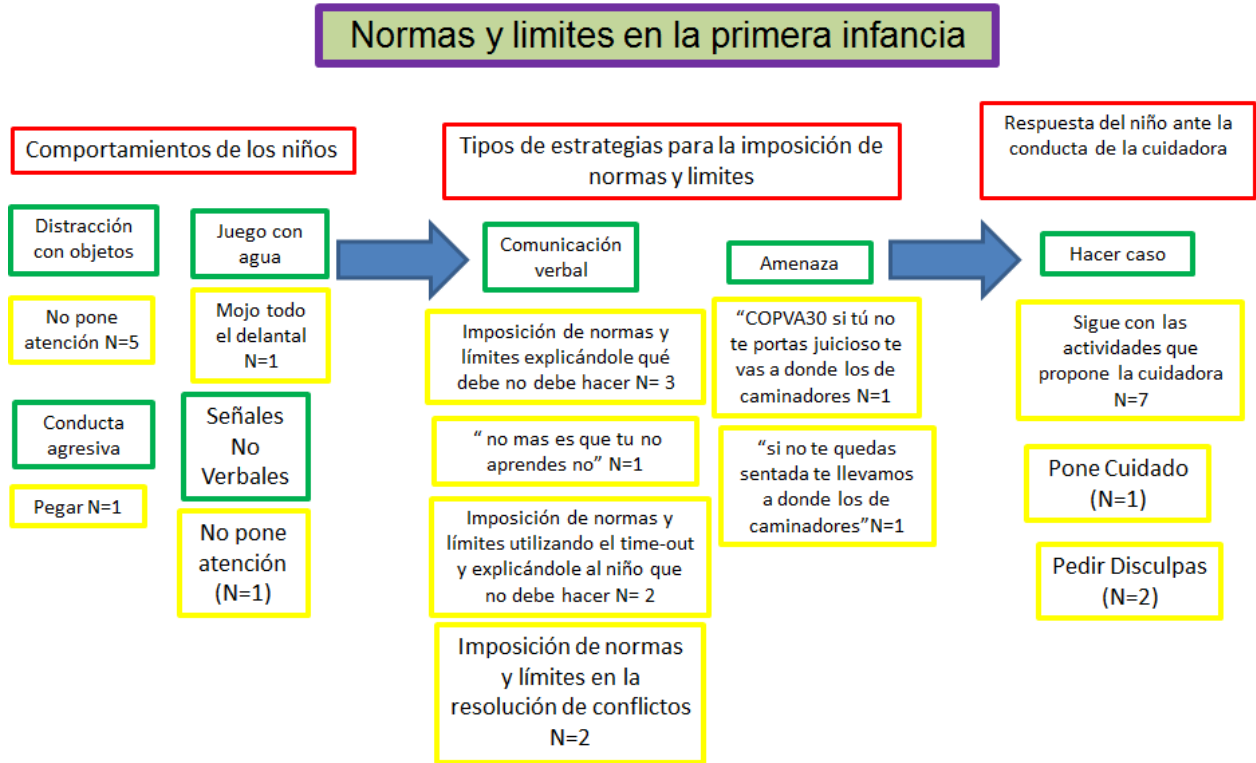 Normas y limites en la primera infancia
Comportamientos de los niños
Distracción
con objetos
No pone
atención N=5
Conducta
agresiva
Pegar N=1
Juego con
agua
Mojo todo
el delantal
N=1
Señales
No
Verbales
No pone
atención
(N=1)
Tipos de estrategias para la imposición de
normas y limites
Comunicación
verbal
Imposición de normas y
límites explicándole qué
debe no debe hacer N= 3
“ no mas es que tu no
aprendes no” N=1
Imposición de normas y
límites utilizando el time-out
y explicándole al niño que
no debe hacer N= 2
Imposición de normas
y límites en la
resolución de conflictos
N=2
Amenaza
“COPVA30 si tú no
te portas juicioso te
vas a donde los de
caminadores N=1
“si no te quedas
sentada te llevamos
a donde los de
caminadores”N=1
Respuesta del niño ante la
conducta de la cuidadora
Hacer caso
Sigue con las
actividades que
propone la cuidadora
N=7
Pone Cuidado
(N=1)
Pedir Disculpas
(N=2)